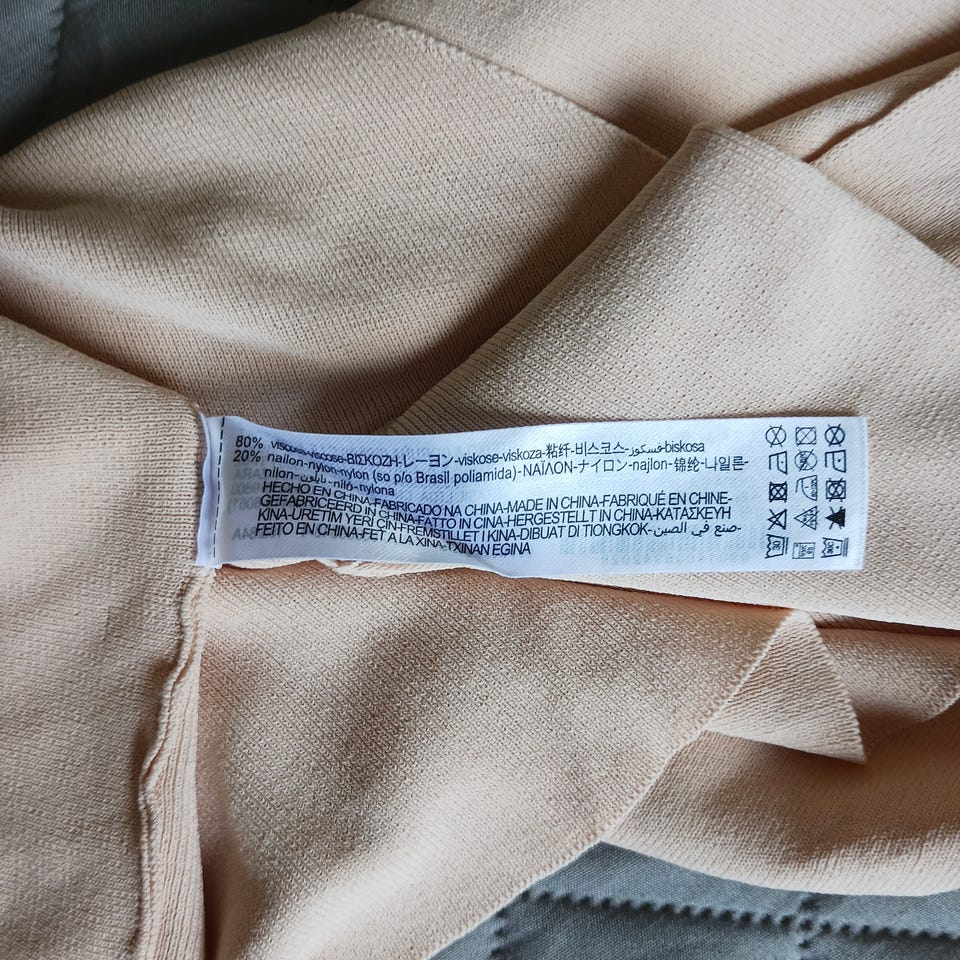 80% viscosa-viscose-ΒΙΣΚΟΖΗ-レーヨン-viskose-viskoza-粘纤-비스코스-فسكوز-biskosa
20% nailon-nylon-nylon (so p/o Brasil poliamida)-ΝΑΪΛΟΝ-ナイロン-najlon-锦纶-나일론-
nilon-نايلون-niló-nylona
HECHO EN CHINA-FABRICADO NA CHINA-MADE IN CHINA-FABRIQUÉ EN CHINE-
GEFABRICEERD IN CHINA-FATTO IN CINA-HERGESTELLT IN CHINA-ΚΑΤΑΣΚΕΥΗ
ΚΙΝΑ-URETIM YERİ ÇİN-FREMSTILLET I KINA-DIBUAT DI TIONGKOK-صنع في الصين-
FEITO EN CHINA-FET A LA XINA-TXINAN EGINA